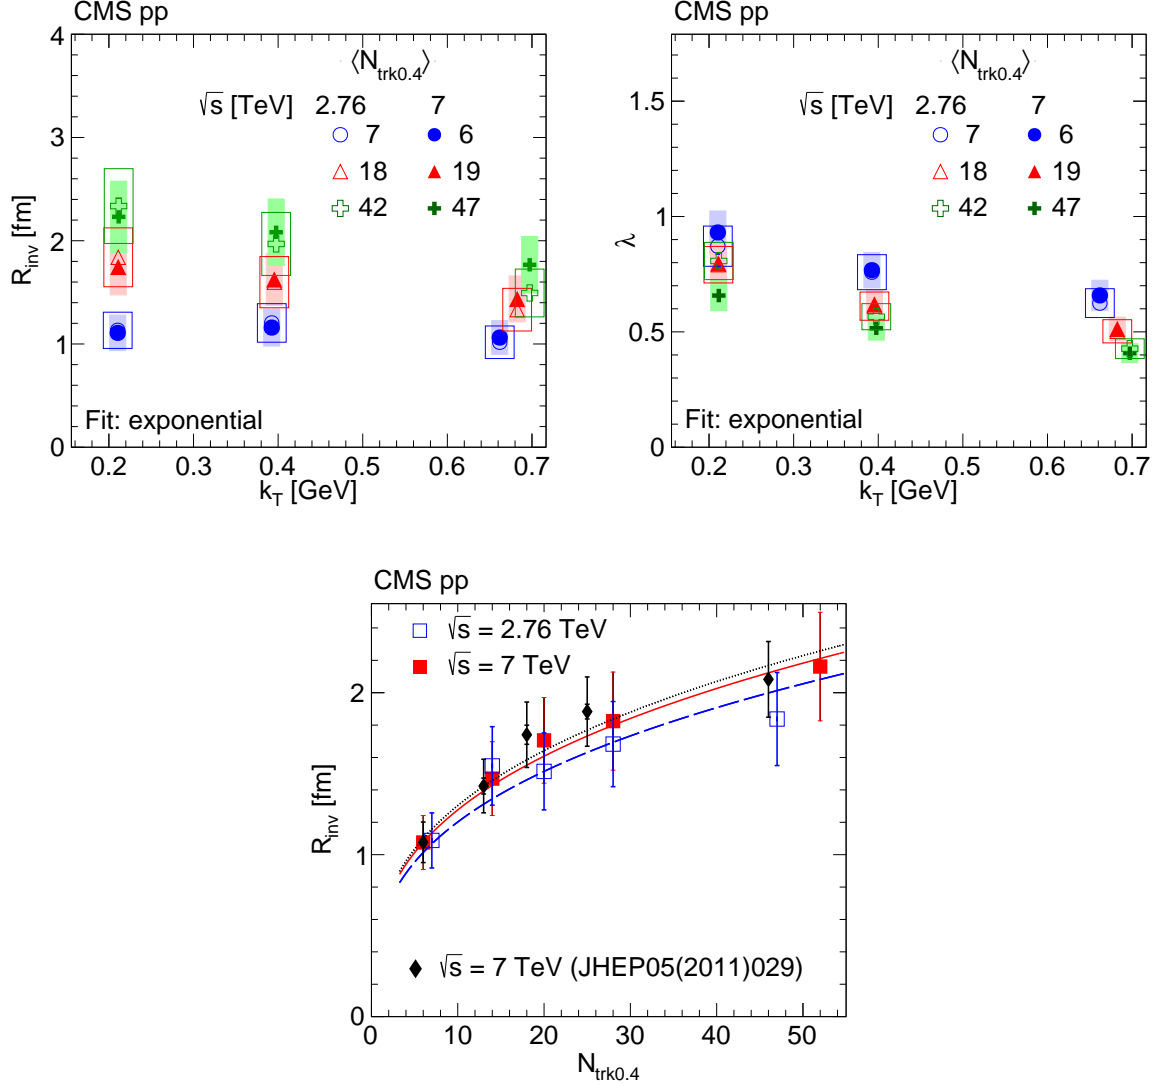 CMS pp
R_inv [fm]
4
3
2
1
0
⟨N_trk0.4⟩
√s [TeV] 2.76 7
7 6
18 19
42 47
Fit: exponential
0.2 0.3 0.4 0.5 0.6 0.7
k_T [GeV]
CMS pp
λ
1.5
1
0.5
0
⟨N_trk0.4⟩
√s [TeV] 2.76 7
7 6
18 19
42 47
Fit: exponential
0.2 0.3 0.4 0.5 0.6 0.7
k_T [GeV]
CMS pp
R_inv [fm]
2
1
0
√s = 2.76 TeV
√s = 7 TeV
√s = 7 TeV (JHEP05(2011)029)
0 10 20 30 40 50
N_trk0.4